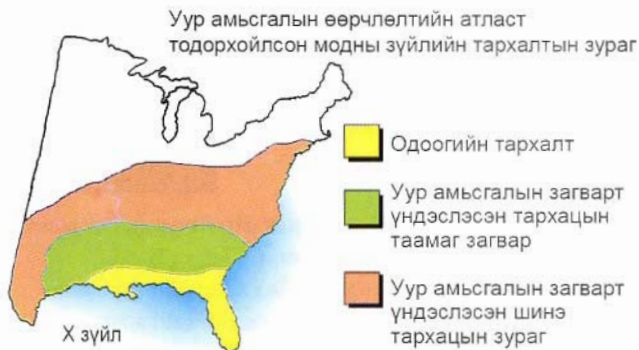 Уур амьсгалын өөрчлөлтийн атласт
тодорхойлсон модны зүйлийн тархалтын зураг
Одоогийн тархалт
Уур амьсгалын загварт
үндэслэсэн тархацын
таамаг загвар
Уур амьсгалын загварт
үндэслэсэн шинэ
тархацын зураг
Х зүйл